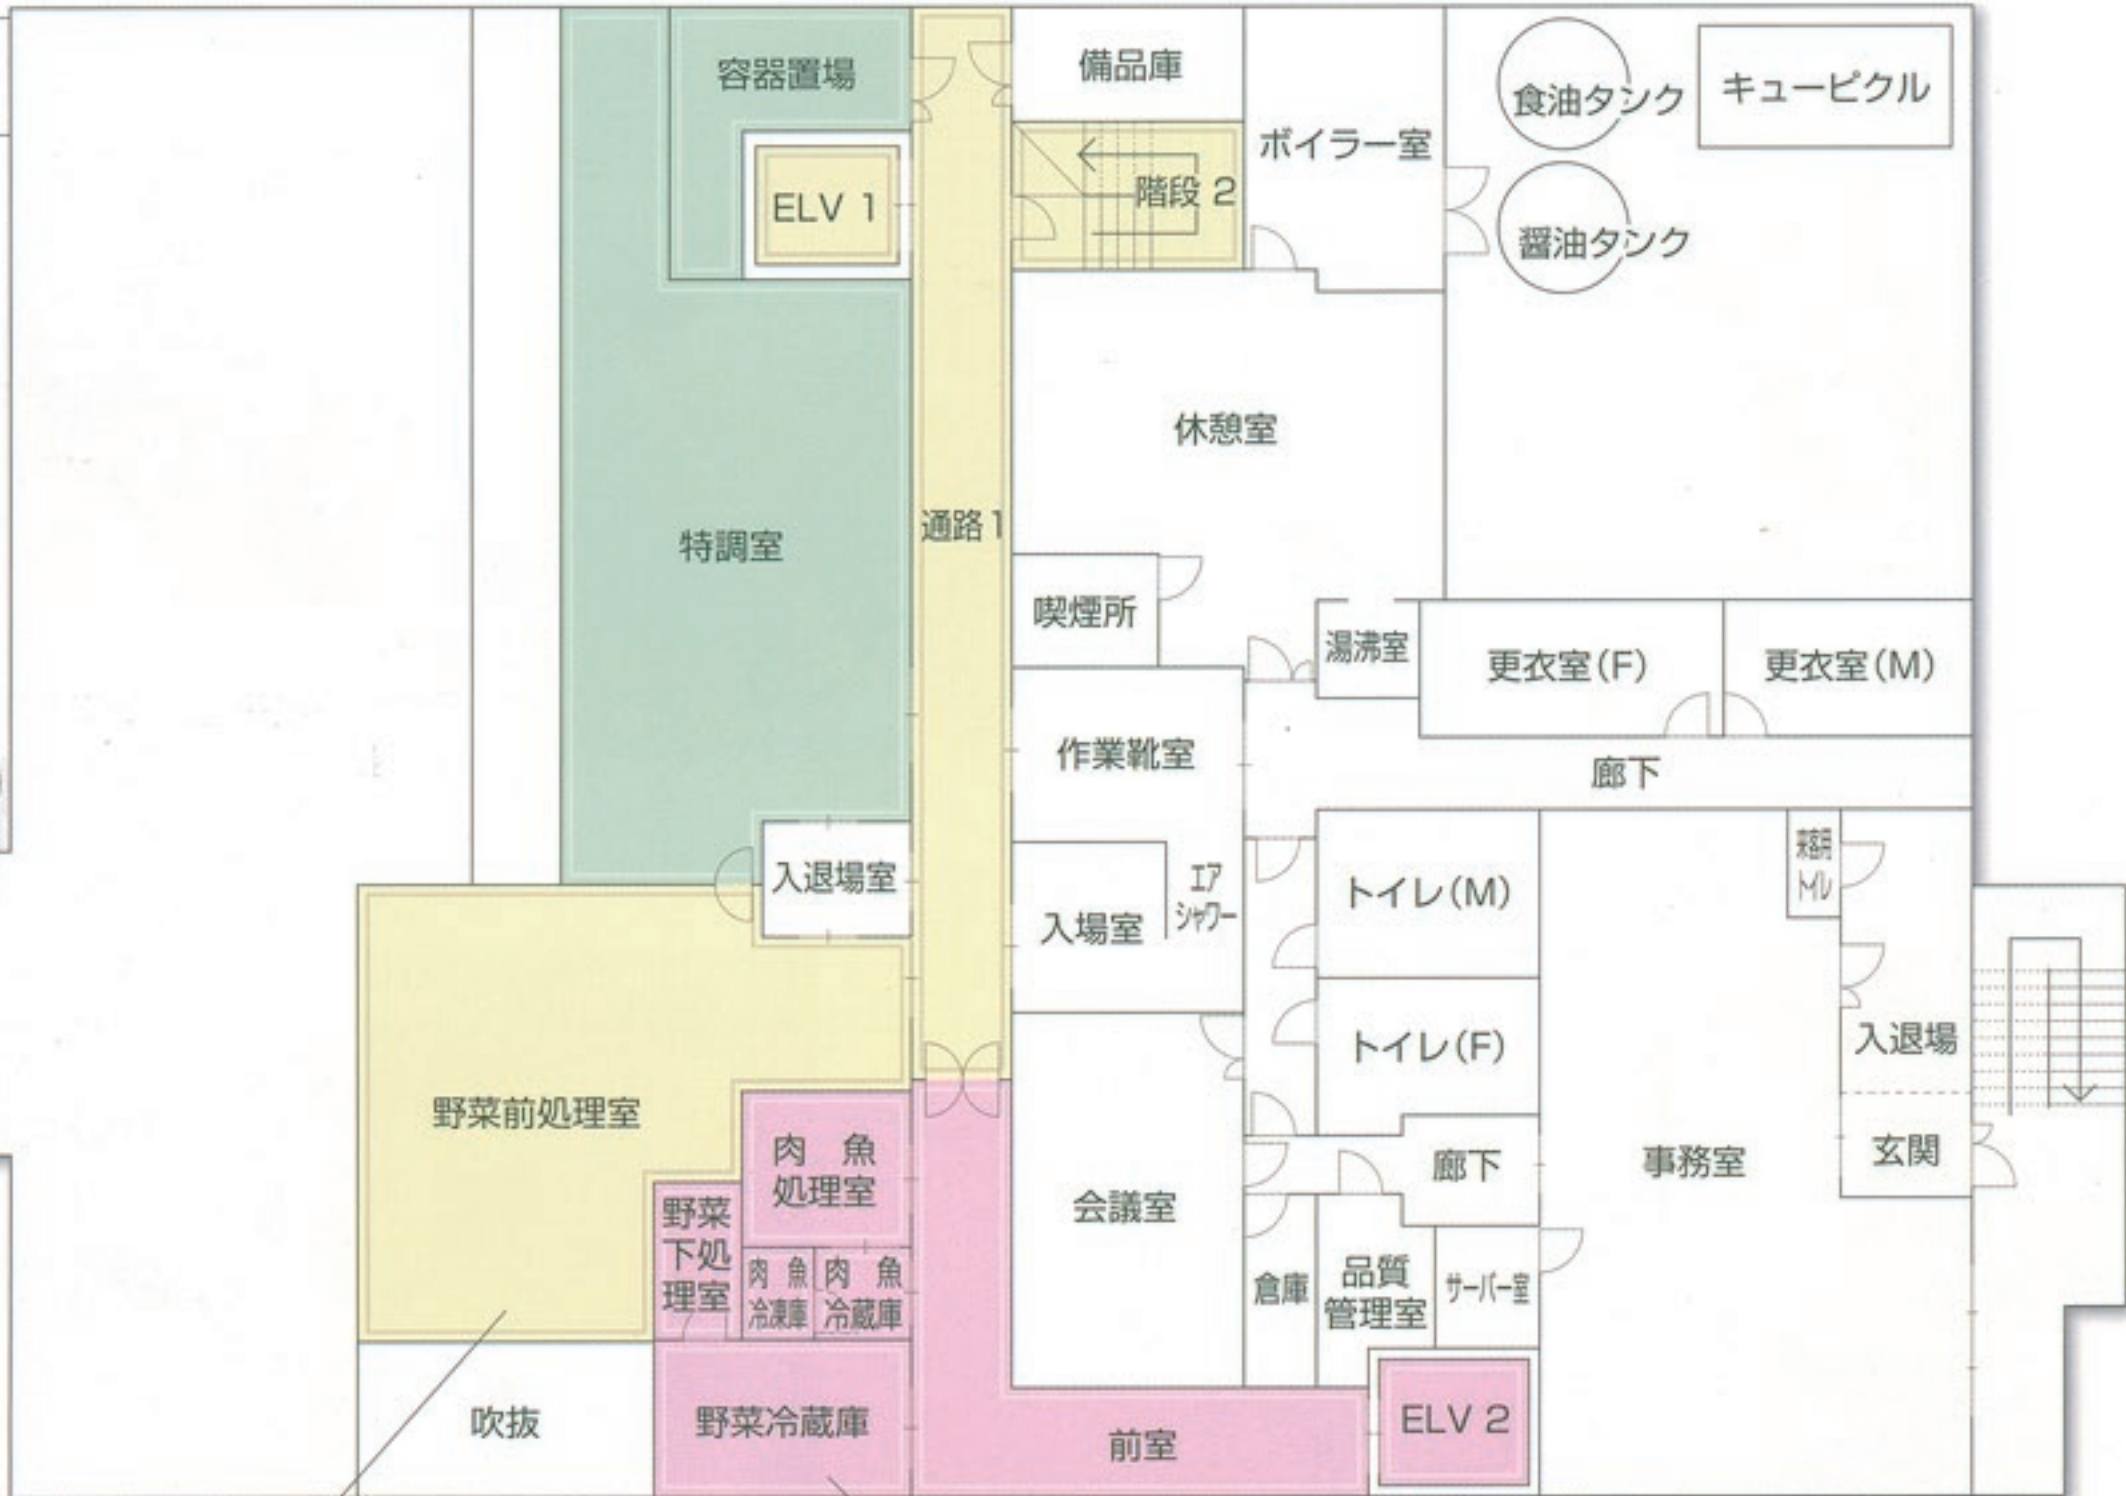 容器置場
備品庫
ボイラー室
食油タンク
キュービクル
ELV 1
階段 2
醤油タンク
休憩室
特調室
通路1
喫煙所
湯沸室
更衣室(F)
更衣室(M)
作業靴室
廊下
入退場室
入場室
エア
シャワー
トイレ(M)
来客用
トイレ
トイレ(F)
入退場
野菜前処理室
肉 魚
処理室
会議室
廊下
事務室
玄関
野菜
下処
理室
肉 魚
冷凍庫
肉 魚
冷蔵庫
倉庫
品質
管理室
サーバー室
吹抜
野菜冷蔵庫
前室
ELV 2